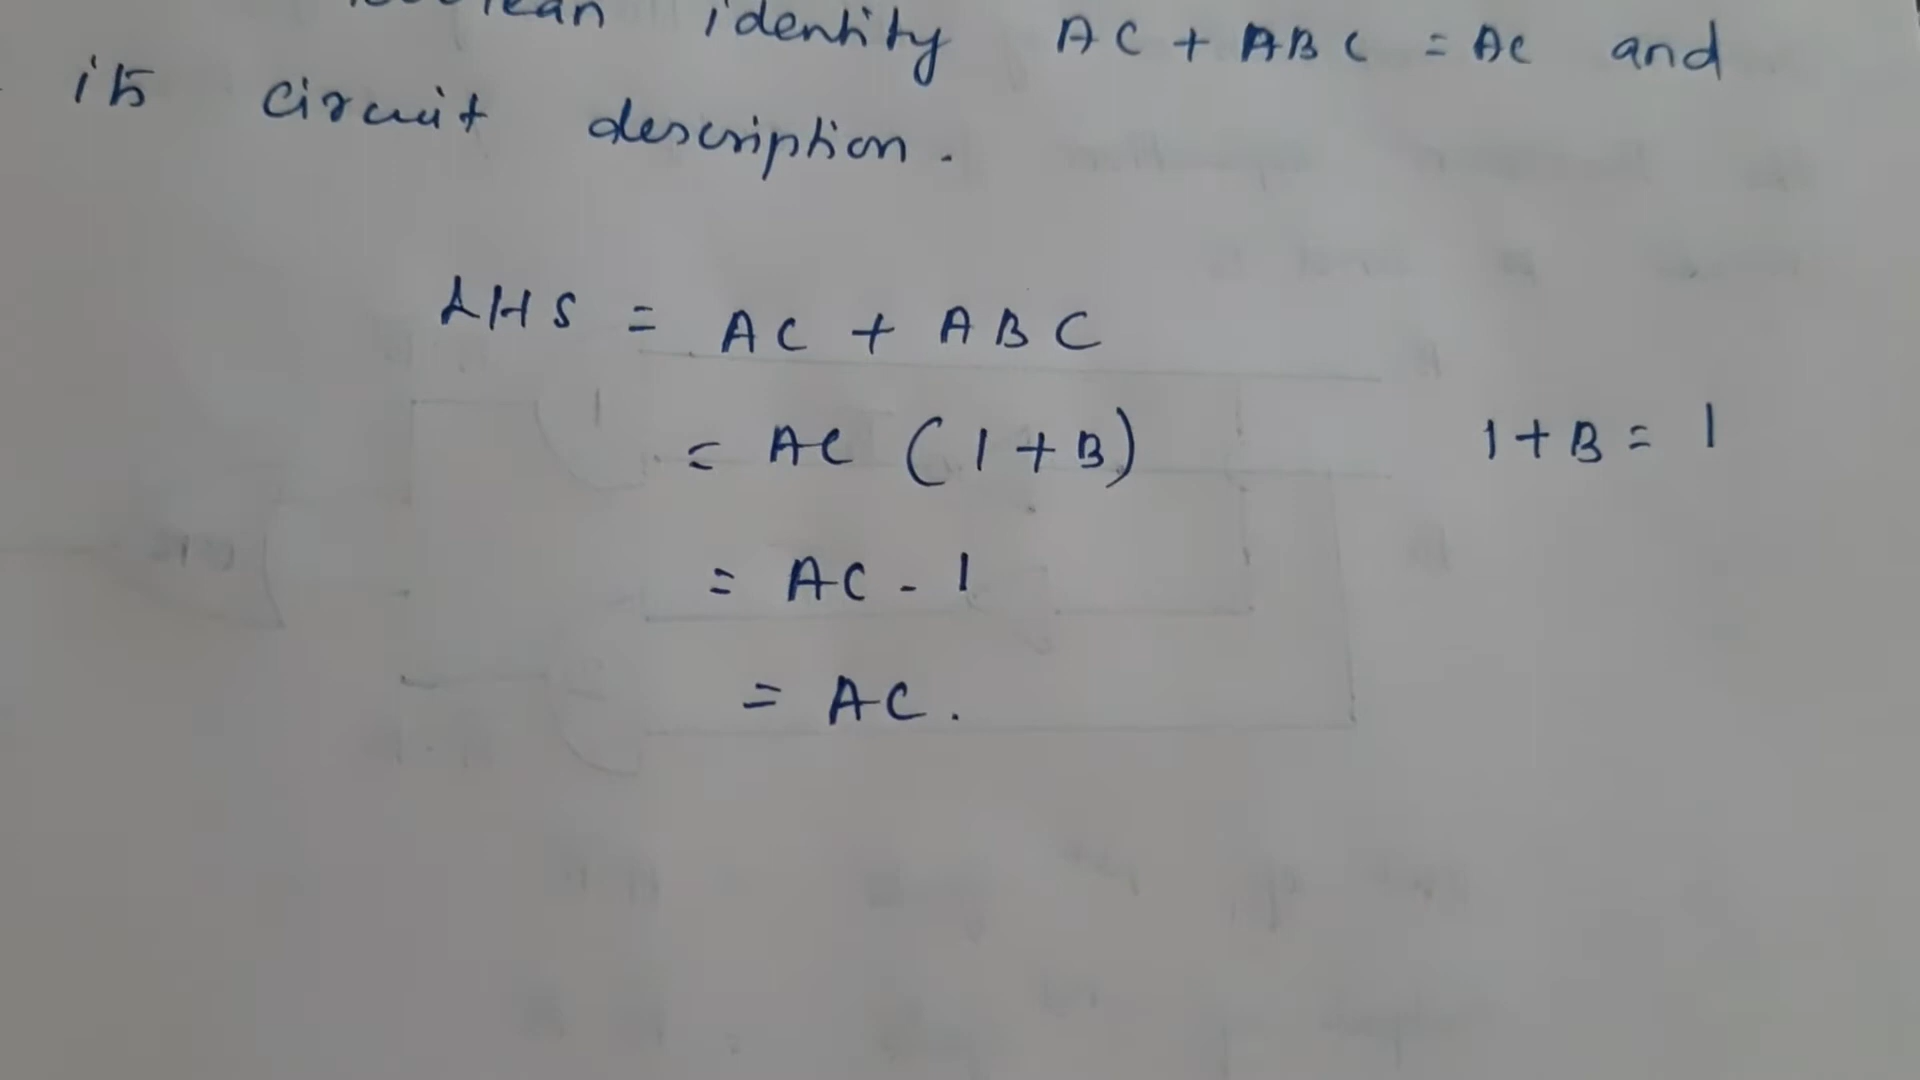 identity AC + ABC = AC and
its circuit description.
LHS = AC + ABC
= AC (1+B) 1+B = 1
= AC . 1
= AC.